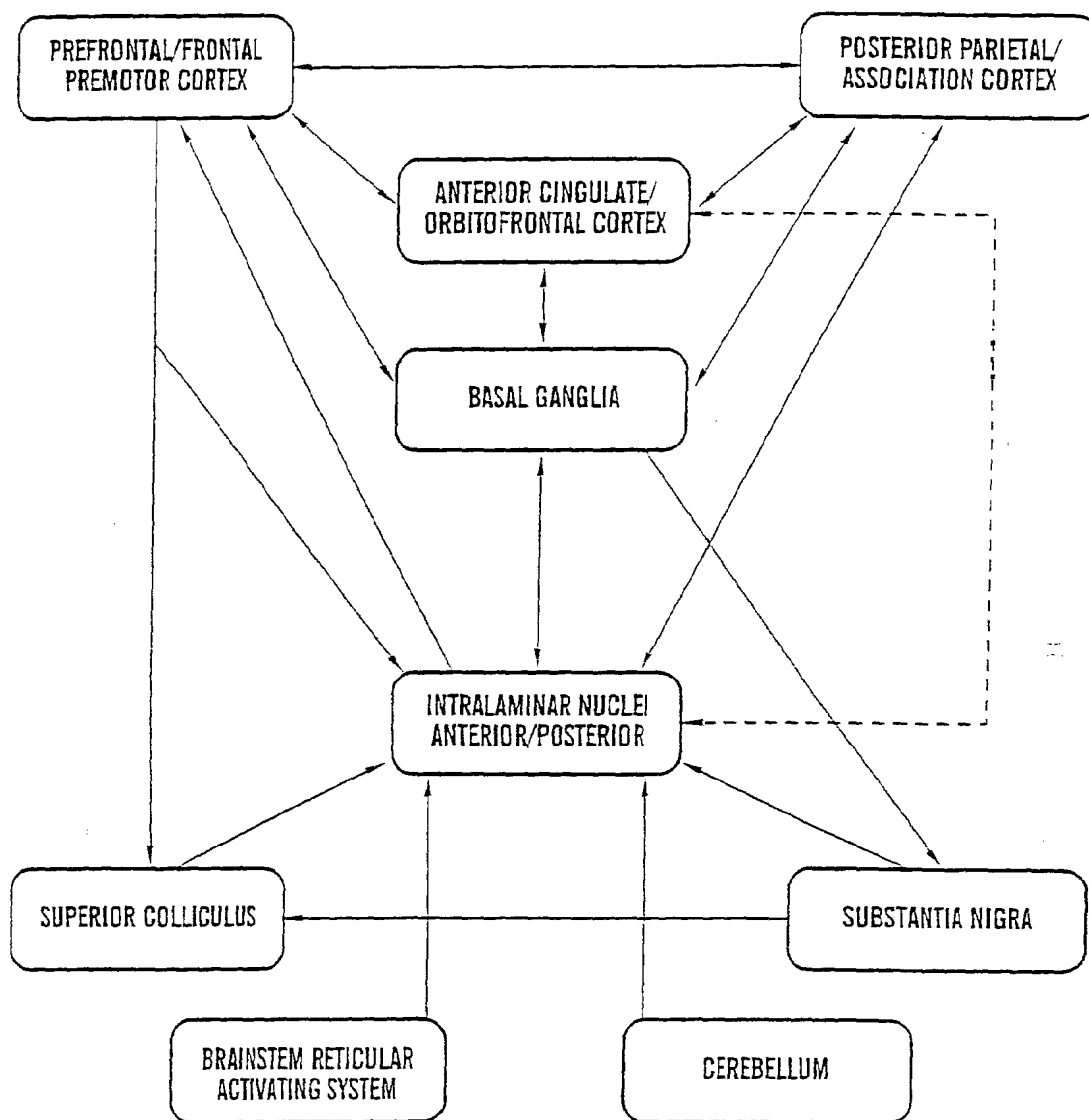 PREFRONTAL/FRONTAL
PREMOTOR CORTEX
POSTERIOR PARIETAL/
ASSOCIATION CORTEX
ANTERIOR CINGULATE/
ORBITOFRONTAL CORTEX
BASAL GANGLIA
INTRALAMINAR NUCLEI
ANTERIOR/POSTERIOR
SUPERIOR COLLICULUS
SUBSTANTIA NIGRA
BRAINSTEM RETICULAR
ACTIVATING SYSTEM
CEREBELLUM